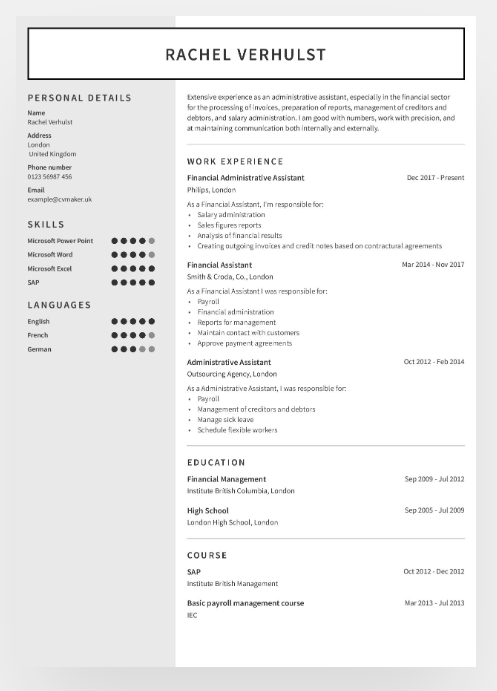 RACHEL VERHULST
PERSONAL DETAILS
Name
Rachel Verhulst
Address
London
United Kingdom
Phone number
0123 56987 456
Email
example@cvmaker.uk
SKILLS
Microsoft Power Point
Microsoft Word
Microsoft Excel
SAP
LANGUAGES
English
French
German
Extensive experience as an administrative assistant, especially in the financial sector
for the processing of invoices, preparation of reports, management of creditors and
debtors, and salary administration. I am good with numbers, work with precision, and
at maintaining communication both internally and externally.
WORK EXPERIENCE
Financial Administrative Assistant Dec 2017 - Present
Philips, London
As a Financial Assistant, I'm responsible for:
• Salary administration
• Sales figures reports
• Analysis of financial results
• Creating outgoing invoices and credit notes based on contractural agreements
Financial Assistant Mar 2014 - Nov 2017
Smith & Croda, Co., London
As a Financial Assistant I was responsible for:
• Payroll
• Financial administration
• Reports for management
• Maintain contact with customers
• Approve payment agreements
Administrative Assistant Oct 2012 - Feb 2014
Outsourcing Agency, London
As a Administrative Assistant, I was responsible for:
• Payroll
• Management of creditors and debtors
• Manage sick leave
• Schedule flexible workers
EDUCATION
Financial Management Sep 2009 - Jul 2012
Institute British Columbia, London
High School Sep 2005 - Jul 2009
London High School, London
COURSE
SAP Oct 2012 - Dec 2012
Institute British Management
Basic payroll management course Mar 2013 - Jul 2013
IEC